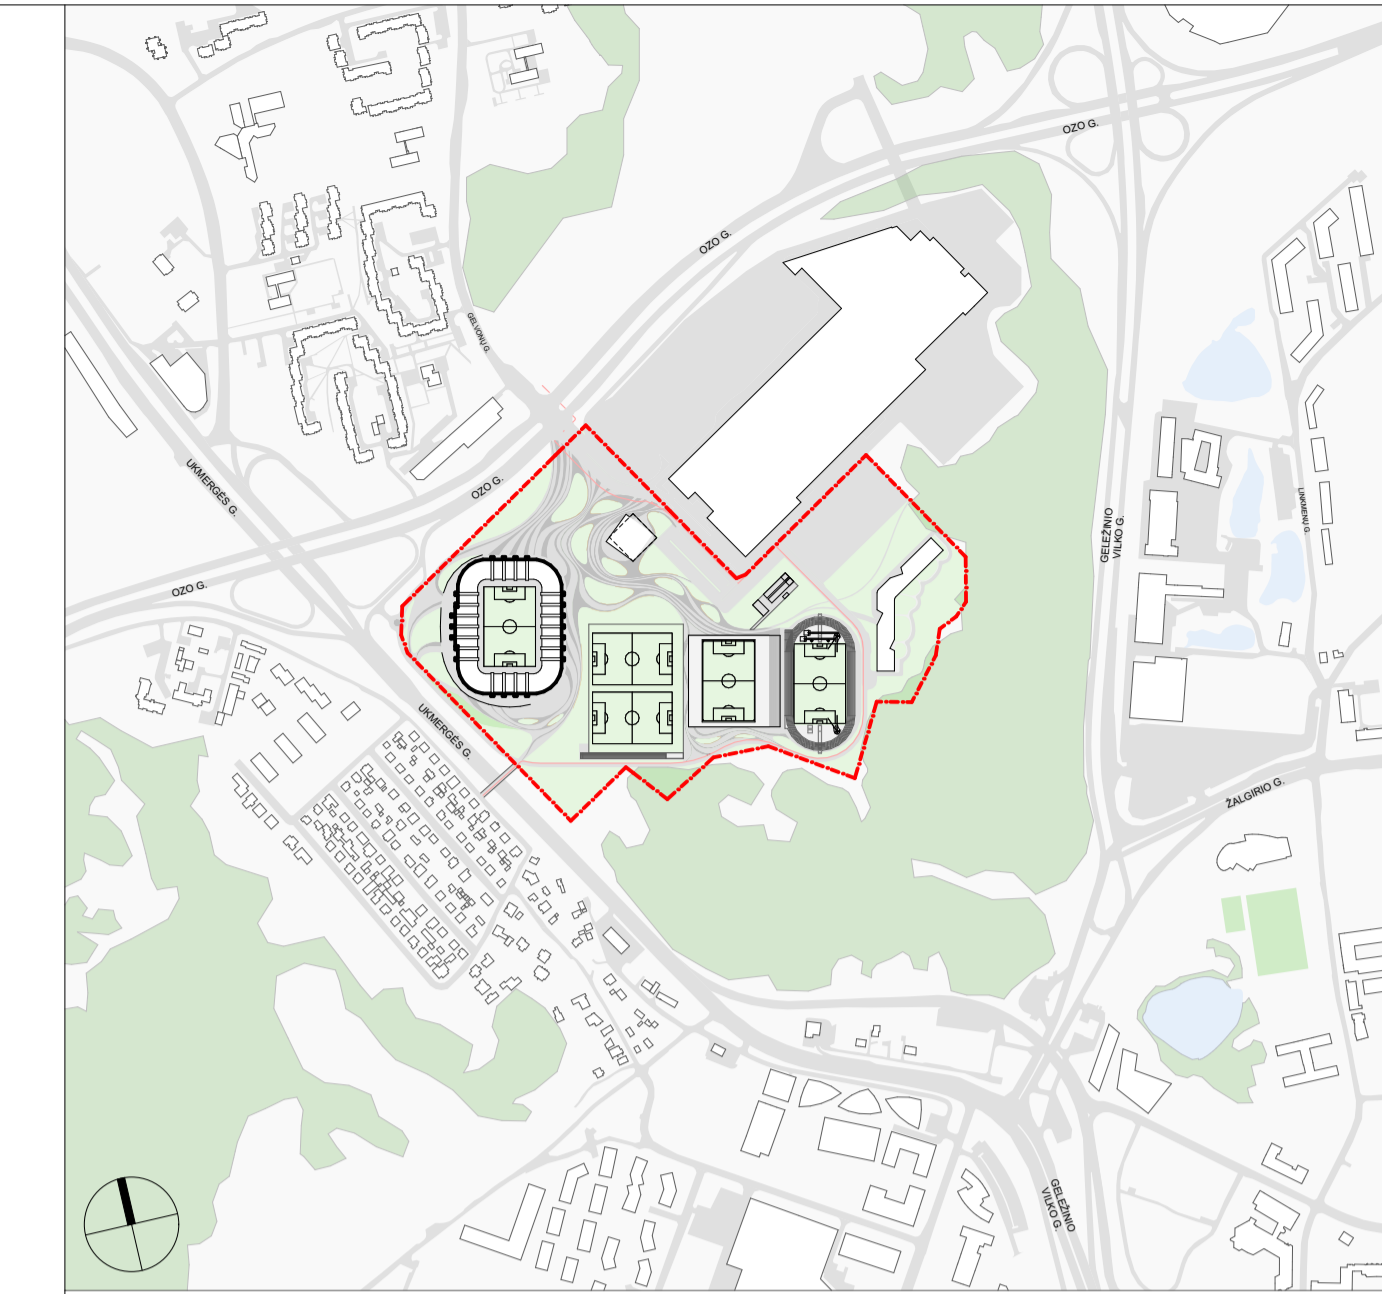 OZO G.
OZO G.
GELVONŲ G.
UKMERGĖS G.
OZO G.
LINKMENŲ G.
GELEŽINIO
VILKO G.
OZO G.
UKMERGĖS G.
ŽALGIRIO G.
GELEŽINIO
VILKO G.